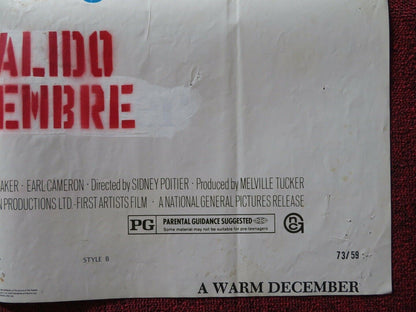 ALIDO
EMBRE
AKER · EARL CAMERON · Directed by SIDNEY POITIER · Produced by MELVILLE TUCKER
N PRODUCTIONS LTD-FIRST ARTISTS FILM · A NATIONAL GENERAL PICTURES RELEASE
PG PARENTAL GUIDANCE SUGGESTED
Some material may not be suitable for pre-teenagers
STYLE B
73/59
A WARM DECEMBER